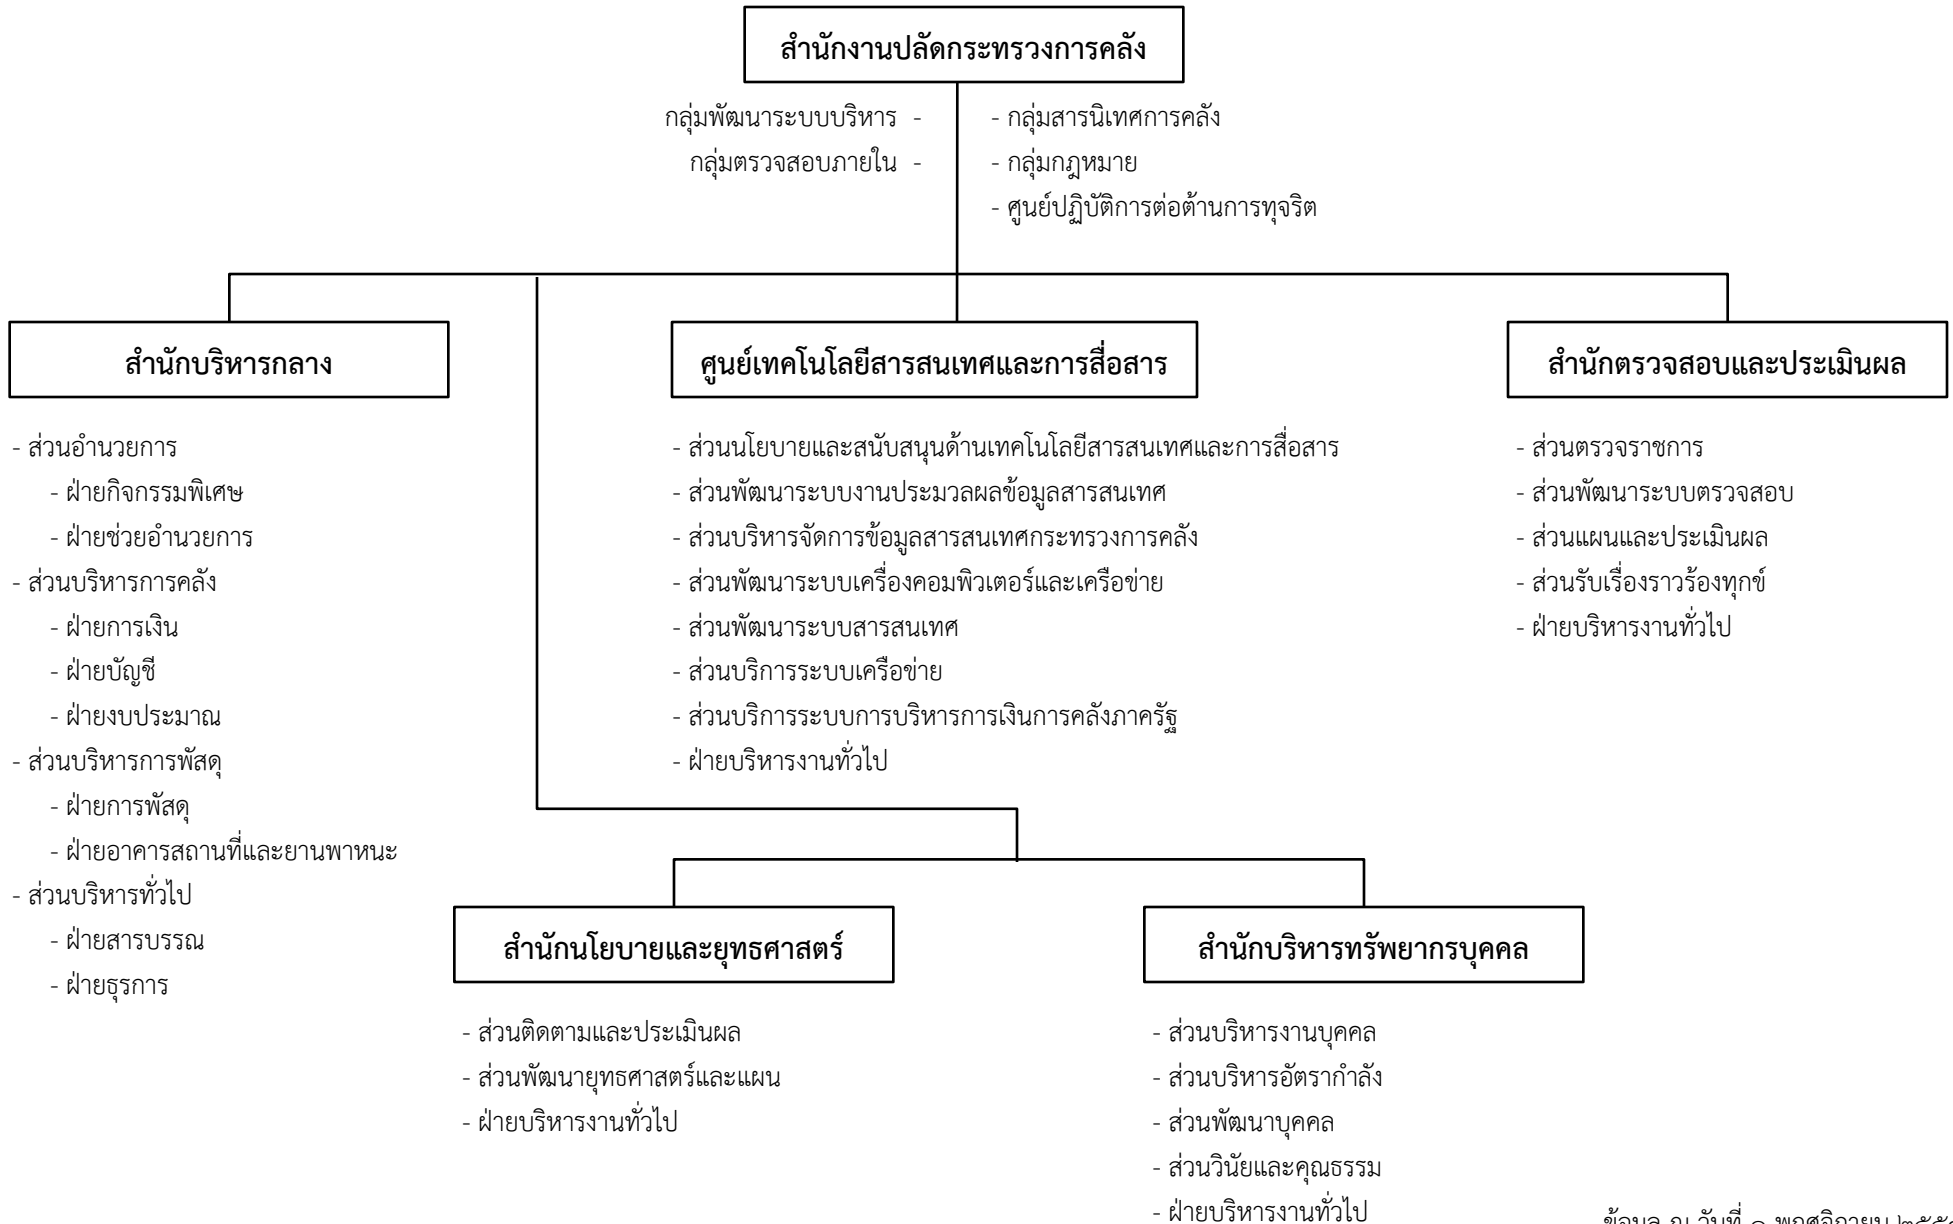 สำนักงานปลัดกระทรวงการคลัง
กลุ่มพัฒนาระบบบริหาร -
กลุ่มตรวจสอบภายใน -
- กลุ่มสารนิเทศการคลัง
- กลุ่มกฎหมาย
- ศูนย์ปฏิบัติการต่อต้านการทุจริต
สำนักบริหารกลาง
- ส่วนอำนวยการ
- ฝ่ายกิจกรรมพิเศษ
- ฝ่ายช่วยอำนวยการ
- ส่วนบริหารการคลัง
- ฝ่ายการเงิน
- ฝ่ายบัญชี
- ฝ่ายงบประมาณ
- ส่วนบริหารการพัสดุ
- ฝ่ายการพัสดุ
- ฝ่ายอาคารสถานที่และยานพาหนะ
- ส่วนบริหารทั่วไป
- ฝ่ายสารบรรณ
- ฝ่ายธุรการ
ศูนย์เทคโนโลยีสารสนเทศและการสื่อสาร
- ส่วนนโยบายและสนับสนุนด้านเทคโนโลยีสารสนเทศและการสื่อสาร
- ส่วนพัฒนาระบบงานประมวลผลข้อมูลสารสนเทศ
- ส่วนบริหารจัดการข้อมูลสารสนเทศกระทรวงการคลัง
- ส่วนพัฒนาระบบเครื่องคอมพิวเตอร์และเครือข่าย
- ส่วนพัฒนาระบบสารสนเทศ
- ส่วนบริการระบบเครือข่าย
- ส่วนบริการระบบการบริหารการเงินการคลังภาครัฐ
- ฝ่ายบริหารงานทั่วไป
สำนักตรวจสอบและประเมินผล
- ส่วนตรวจราชการ
- ส่วนพัฒนาระบบตรวจสอบ
- ส่วนแผนและประเมินผล
- ส่วนรับเรื่องราวร้องทุกข์
- ฝ่ายบริหารงานทั่วไป
สำนักนโยบายและยุทธศาสตร์
- ส่วนติดตามและประเมินผล
- ส่วนพัฒนายุทธศาสตร์และแผน
- ฝ่ายบริหารงานทั่วไป
สำนักบริหารทรัพยากรบุคคล
- ส่วนบริหารงานบุคคล
- ส่วนบริหารอัตรากำลัง
- ส่วนพัฒนาบุคคล
- ส่วนวินัยและคุณธรรม
- ฝ่ายบริหารงานทั่วไป
ข้อมูล ณ วันที่ ๑ พฤศจิกายน